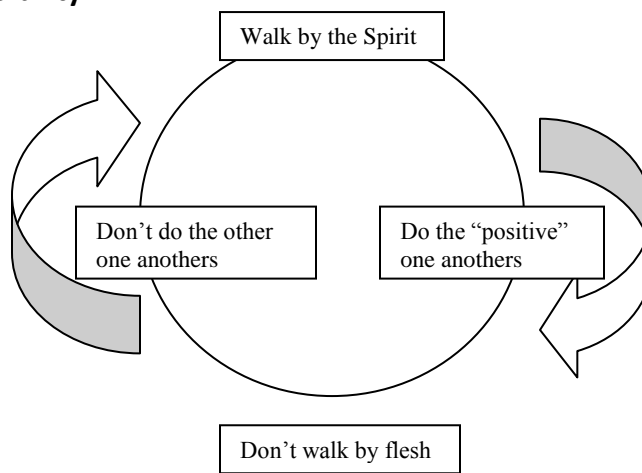 Walk by the Spirit
Don’t do the other
one anothers
Do the “positive”
one anothers
Don’t walk by flesh